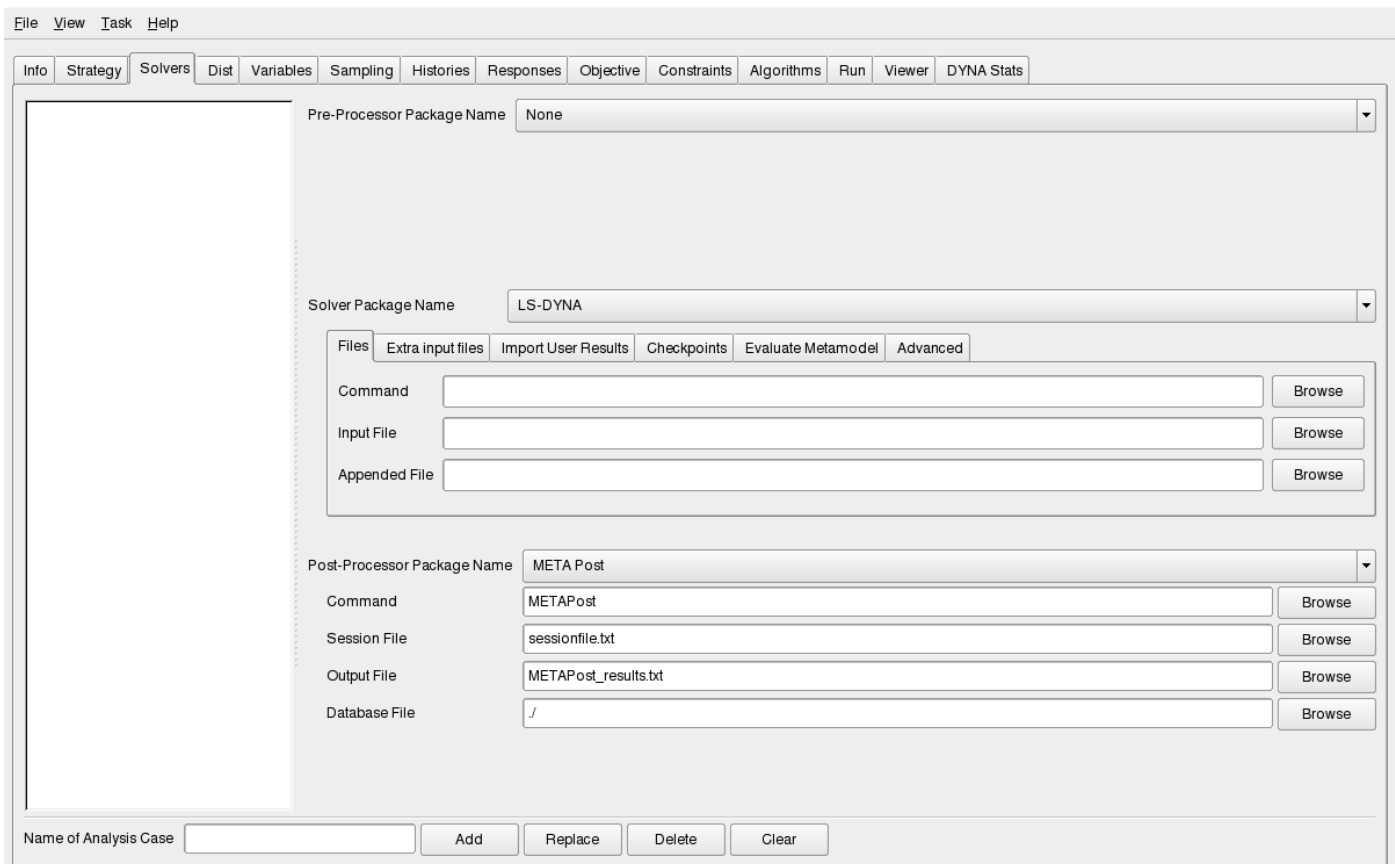 File View Task Help
Info Strategy Solvers Dist Variables Sampling Histories Responses Objective Constraints Algorithms Run Viewer DYNA Stats
Pre-Processor Package Name None
Solver Package Name LS-DYNA
Files Extra input files Import User Results Checkpoints Evaluate Metamodel Advanced
Command Browse
Input File Browse
Appended File Browse
Post-Processor Package Name META Post
Command METAPost Browse
Session File sessionfile.txt Browse
Output File METAPost_results.txt Browse
Database File ./ Browse
Name of Analysis Case Add Replace Delete Clear